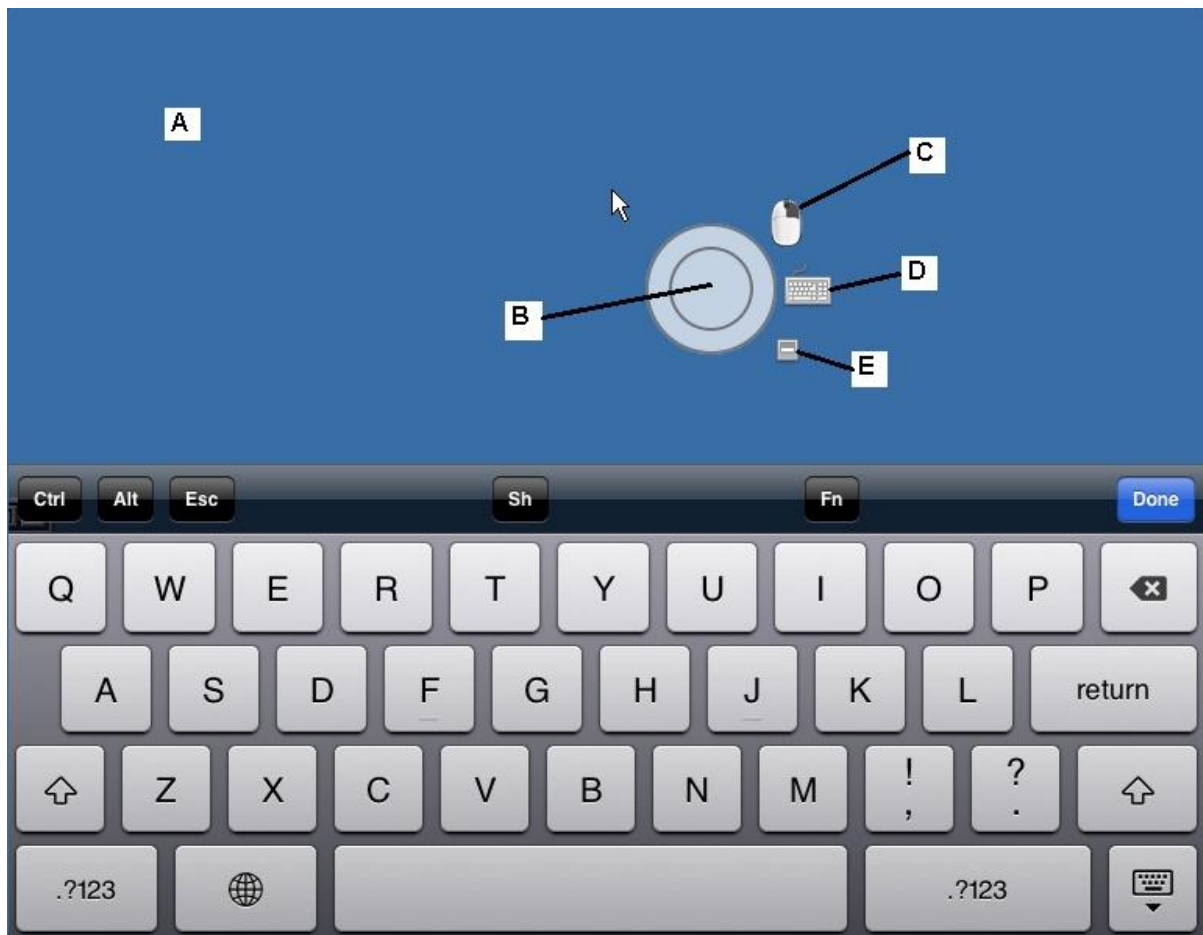 A
C
D
B
E
Ctrl Alt Esc Sh Fn Done
Q W E R T Y U I O P
A S D F G H J K L return
Z X C V B N M ! , ? .
.?123 .?123